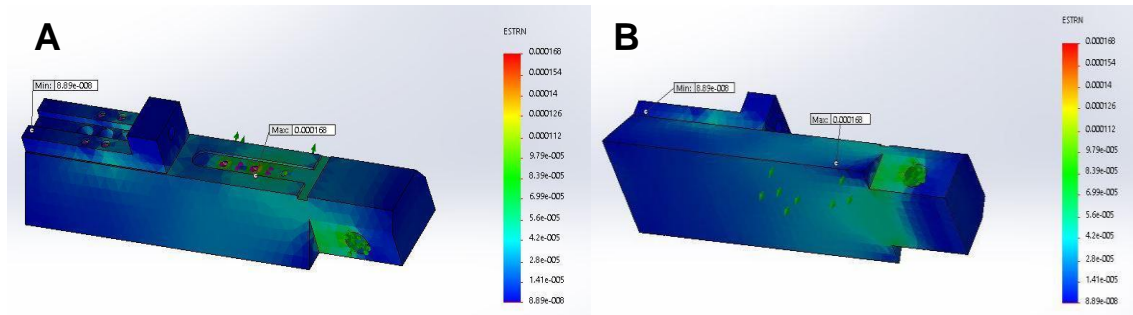 A
Min: 8.89e-008
Max: 0.000168
ESTRN
0.000168
0.000154
0.00014
0.000126
0.000112
9.79e-005
8.39e-005
6.99e-005
5.6e-005
4.2e-005
2.8e-005
1.41e-005
8.89e-008
B
Min: 8.89e-008
Max: 0.000168
ESTRN
0.000168
0.000154
0.00014
0.000126
0.000112
9.79e-005
8.39e-005
6.99e-005
5.6e-005
4.2e-005
2.8e-005
1.41e-005
8.89e-008